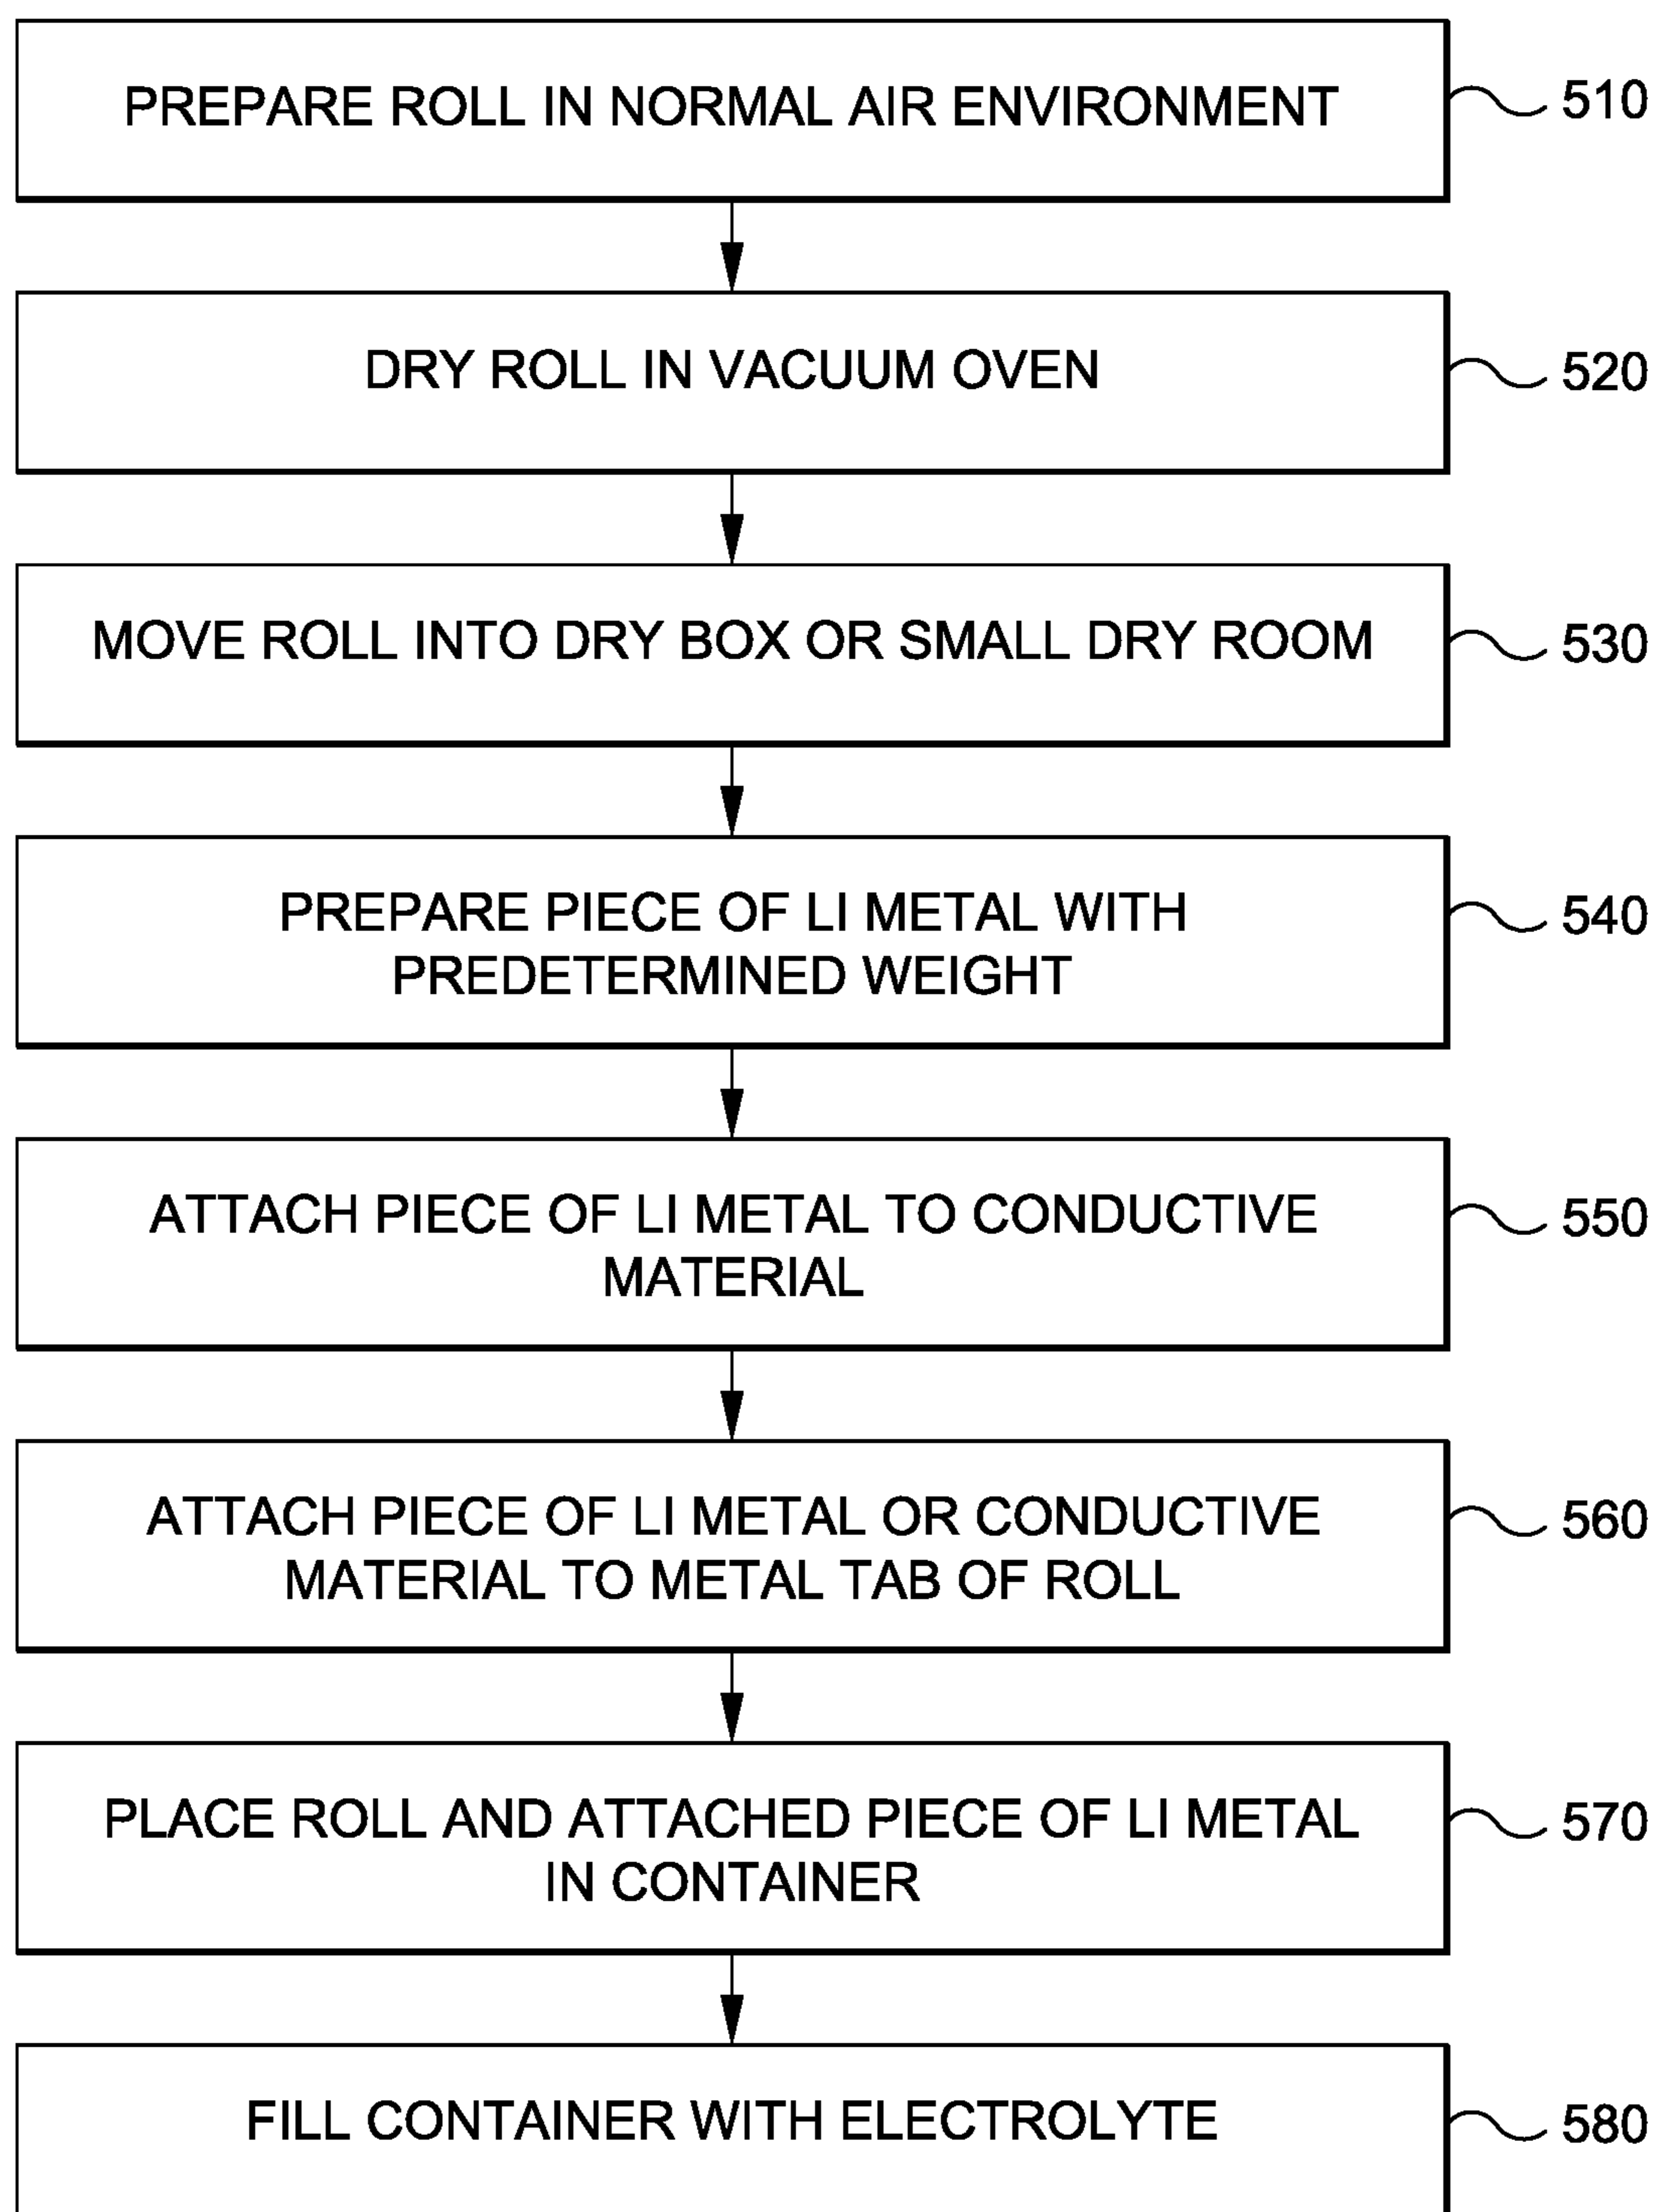 PREPARE ROLL IN NORMAL AIR ENVIRONMENT
510
DRY ROLL IN VACUUM OVEN
520
MOVE ROLL INTO DRY BOX OR SMALL DRY ROOM
530
PREPARE PIECE OF LI METAL WITH
PREDETERMINED WEIGHT
540
ATTACH PIECE OF LI METAL TO CONDUCTIVE
MATERIAL
550
ATTACH PIECE OF LI METAL OR CONDUCTIVE
MATERIAL TO METAL TAB OF ROLL
560
PLACE ROLL AND ATTACHED PIECE OF LI METAL
IN CONTAINER
570
FILL CONTAINER WITH ELECTROLYTE
580